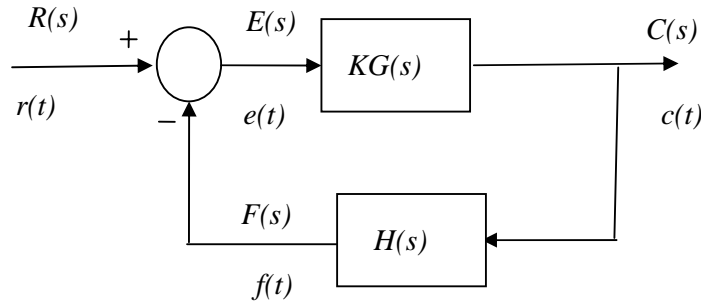 R(s)
+
E(s)
KG(s)
C(s)
r(t)
−
e(t)
c(t)
F(s)
H(s)
f(t)